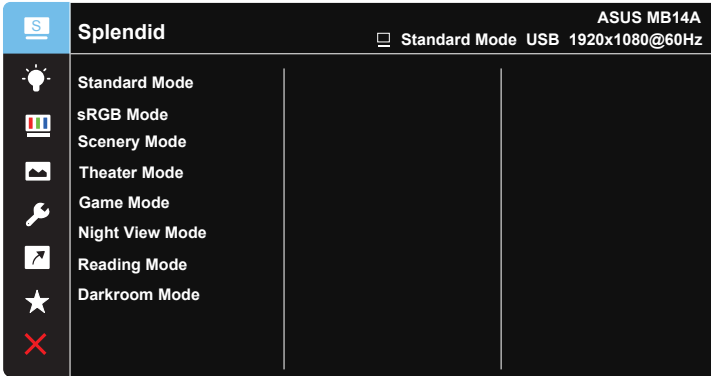 S
Splendid
ASUS MB14A
Standard Mode USB 1920x1080@60Hz
Standard Mode
sRGB Mode
Scenery Mode
Theater Mode
Game Mode
Night View Mode
Reading Mode
Darkroom Mode